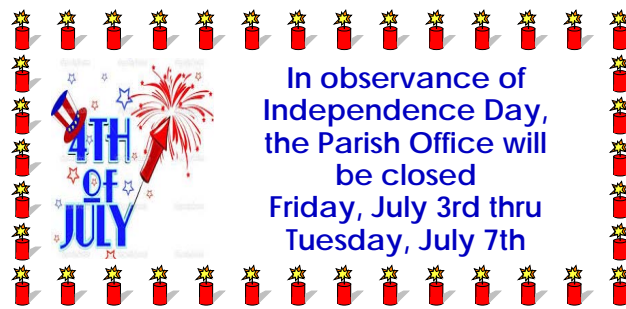 4TH
OF
JULY
In observance of
Independence Day,
the Parish Office will
be closed
Friday, July 3rd thru
Tuesday, July 7th